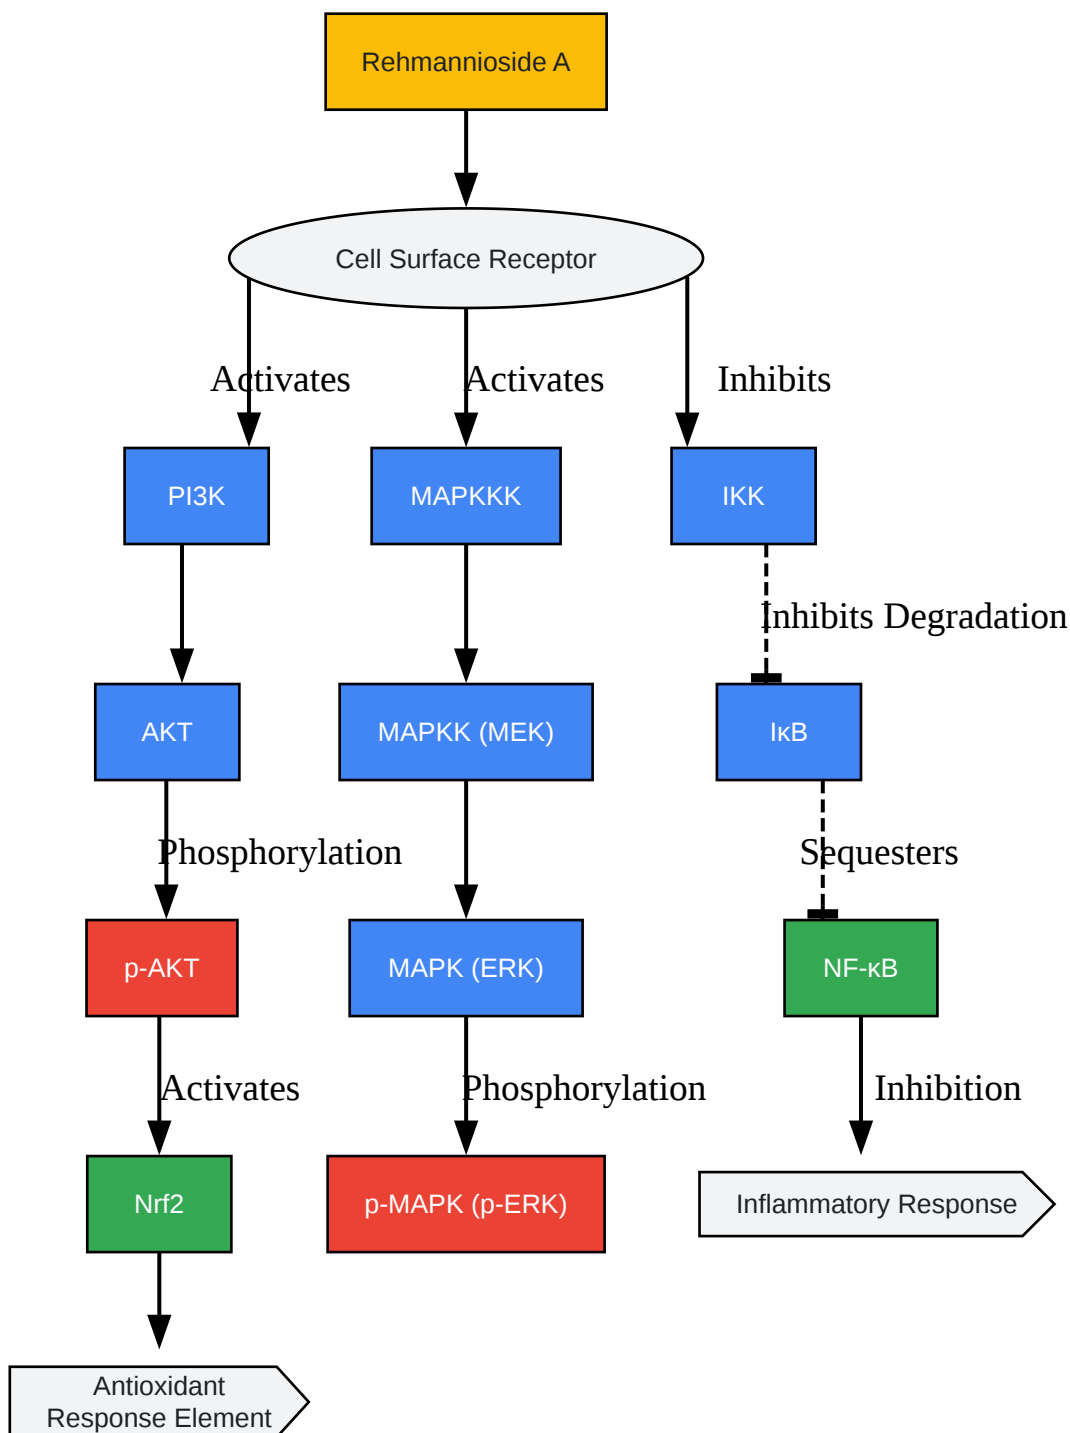 Rehmannioside A
Cell Surface Receptor
Activates
Activates
Inhibits
PI3K
MAPKKK
IKK
Inhibits Degradation
AKT
MAPKK (MEK)
IκB
Phosphorylation
Sequesters
p-AKT
MAPK (ERK)
NF-κB
Activates
Phosphorylation
Inhibition
Nrf2
p-MAPK (p-ERK)
Inflammatory Response
Antioxidant
Response Element